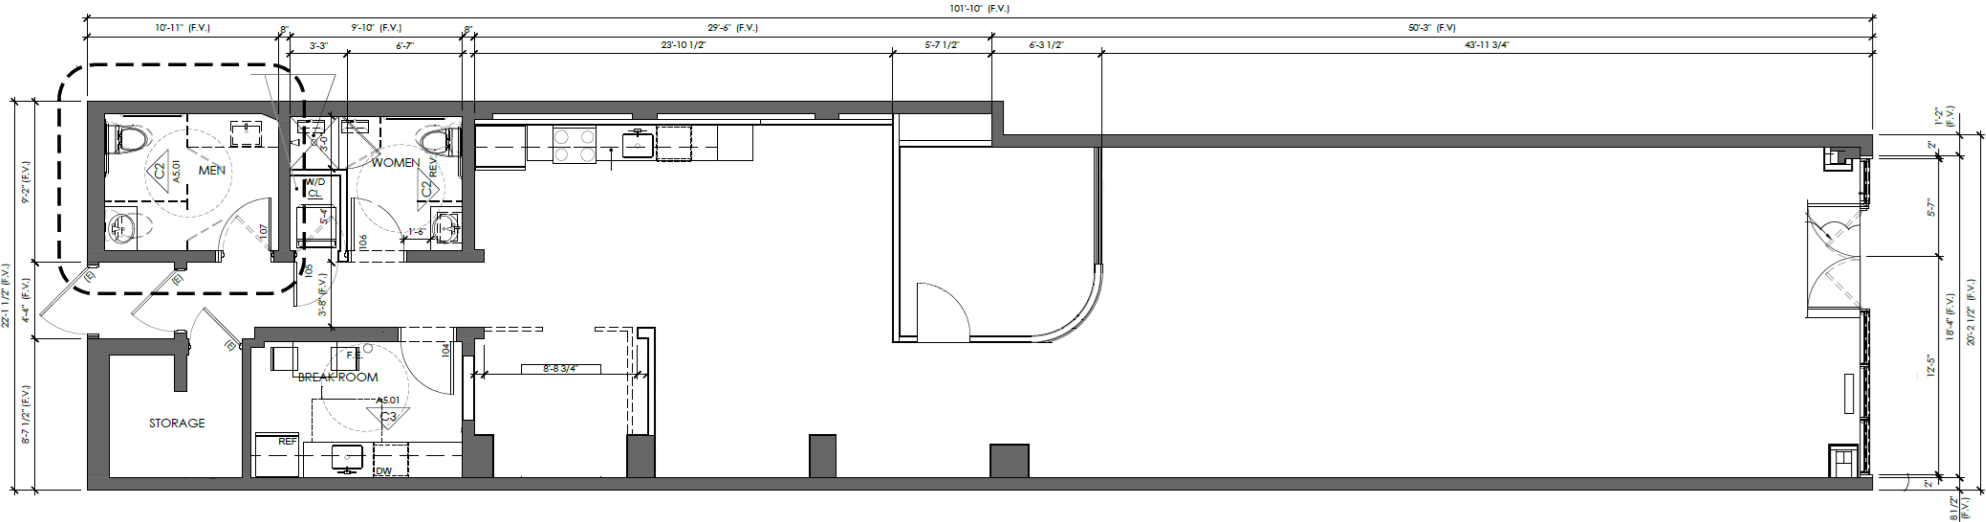 101'-10" (F.V.)
10'-11" (F.V.)
8"
9'-10" (F.V.)
8"
29'-6" (F.V.)
50'-3" (F.V)
3'-3"
6'-7"
23'-10 1/2"
5'-7 1/2"
6'-3 1/2"
43'-11 3/4"
22'-1 1/2" (F.V.)
9'-2" (F.V.)
4'-4" (F.V.)
8'-7 1/2" (F.V.)
C2
A5.01
MEN
107
3'-0"
W/D
CL.
5'-4"
WOMEN
C2
REV.
1'-6"
106
105
3'-8" (F.V.)
(E)
(E)
(E)
F.E.
104
BREAK ROOM
A5.01
C3
STORAGE
REF
DW
8'-8 3/4"
1'-2"
(F.V.)
2"
5'-7"
18'-4" (F.V.)
20'-2 1/2" (F.V.)
12'-5"
2"
8 1/2"
(F.V.)